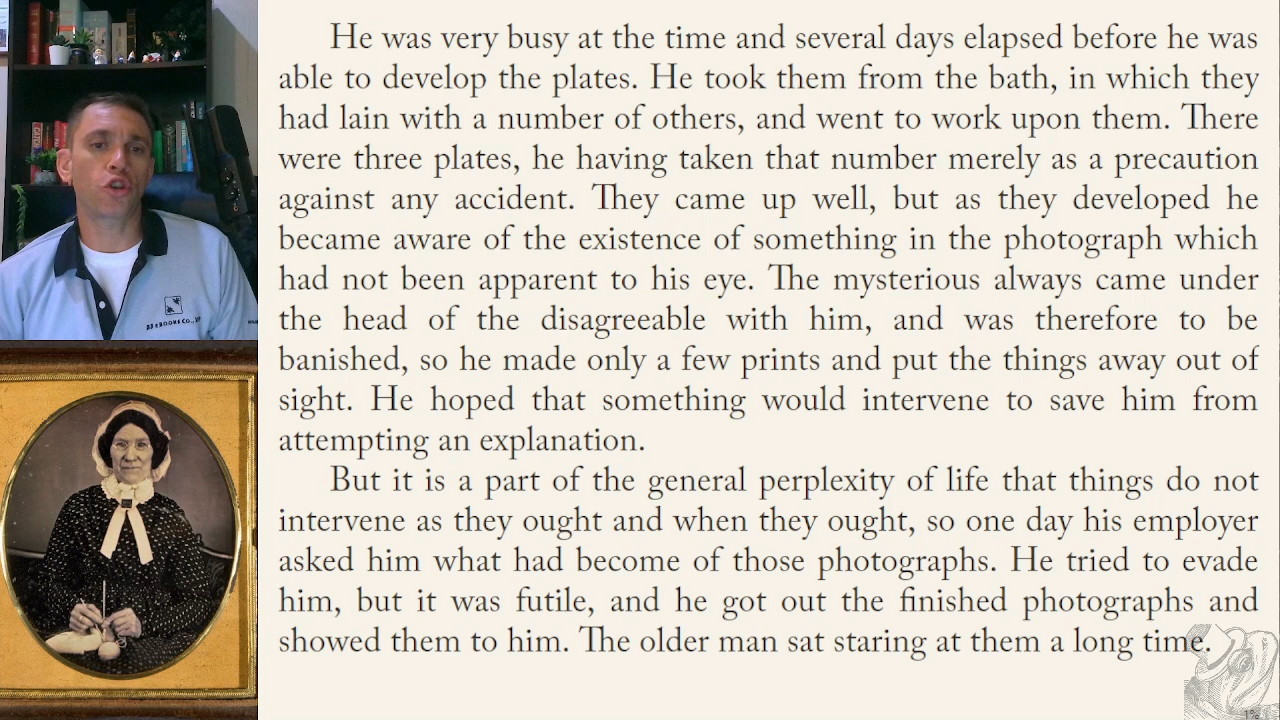 He was very busy at the time and several days elapsed before he was
able to develop the plates. He took them from the bath, in which they
had lain with a number of others, and went to work upon them. There
were three plates, he having taken that number merely as a precaution
against any accident. They came up well, but as they developed he
became aware of the existence of something in the photograph which
had not been apparent to his eye. The mysterious always came under
the head of the disagreeable with him, and was therefore to be
banished, so he made only a few prints and put the things away out of
sight. He hoped that something would intervene to save him from
attempting an explanation.
But it is a part of the general perplexity of life that things do not
intervene as they ought and when they ought, so one day his employer
asked him what had become of those photographs. He tried to evade
him, but it was futile, and he got out the finished photographs and
showed them to him. The older man sat staring at them a long time.
1%